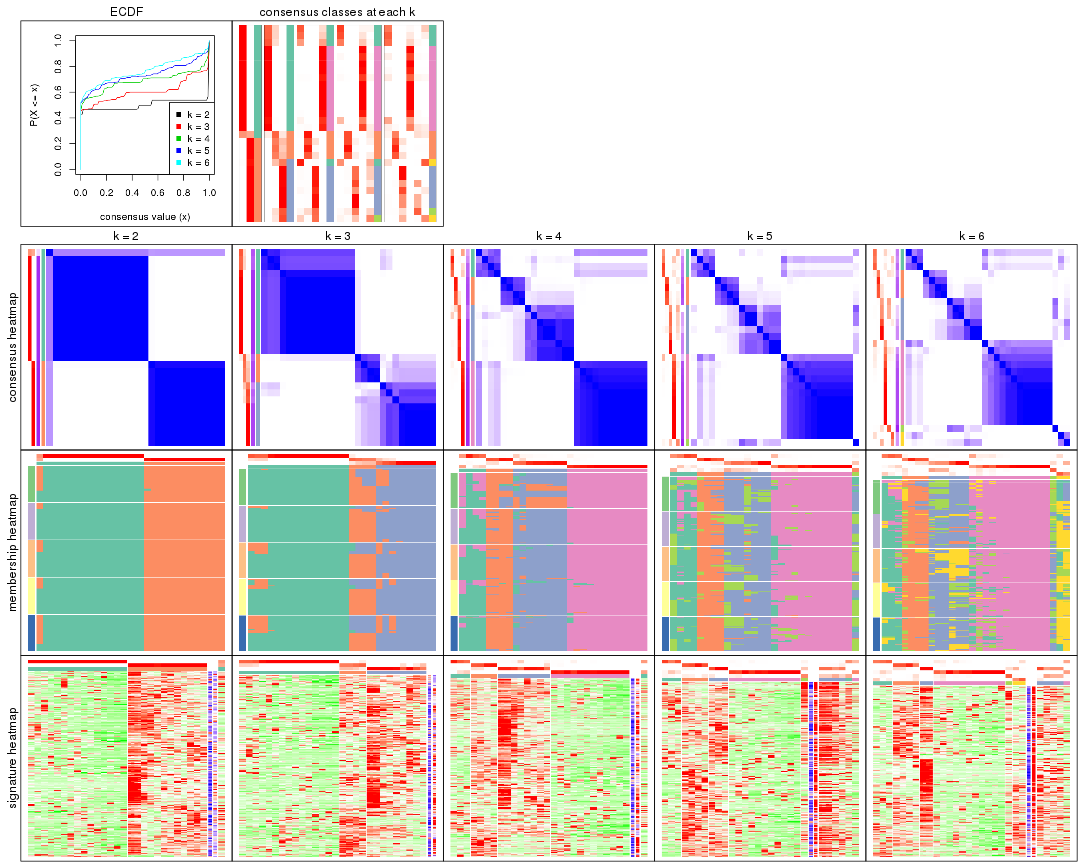 ECDF
consensus classes at each k
P(X <= x)
0.0 0.2 0.4 0.6 0.8 1.0
k = 2
k = 3
k = 4
k = 5
k = 6
0.0 0.2 0.4 0.6 0.8 1.0
consensus value (x)
k = 2
k = 3
k = 4
k = 5
k = 6
consensus heatmap
membership heatmap
signature heatmap